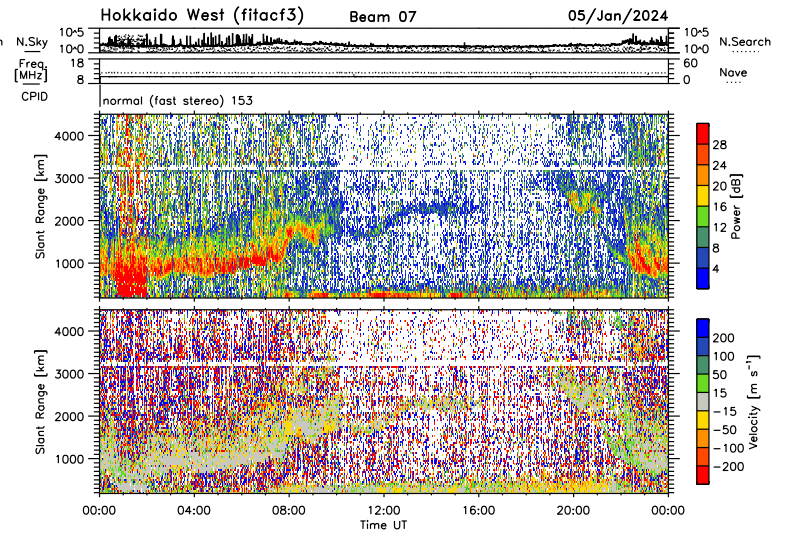 Hokkaido West (fitacf3) Beam 07 05/Jan/2024
N.Sky 10^5 10^0 10^5 10^0 N.Search
Freq. [MHz] 18 8 60 0 Nave
CPID normal (fast stereo) 153
Slant Range [km] 4000 3000 2000 1000
28 24 20 16 12 8 4 Power [dB]
Slant Range [km] 4000 3000 2000 1000
200 100 50 15 −15 −50 −100 −200 Velocity [m s⁻¹]
00:00 04:00 08:00 12:00 16:00 20:00 00:00
Time UT